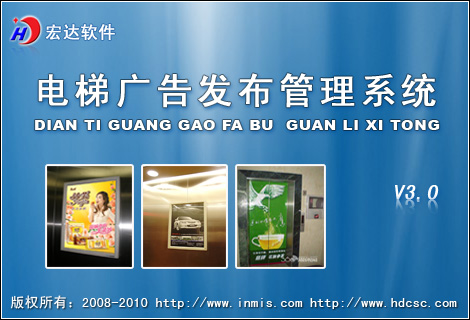 宏达软件
电梯广告发布管理系统
DIAN TI GUANG GAO FA BU GUAN LI XI TONG
V3.0
版权所有：2008-2010 http://www.inmis.com http://www.hdcsc.com